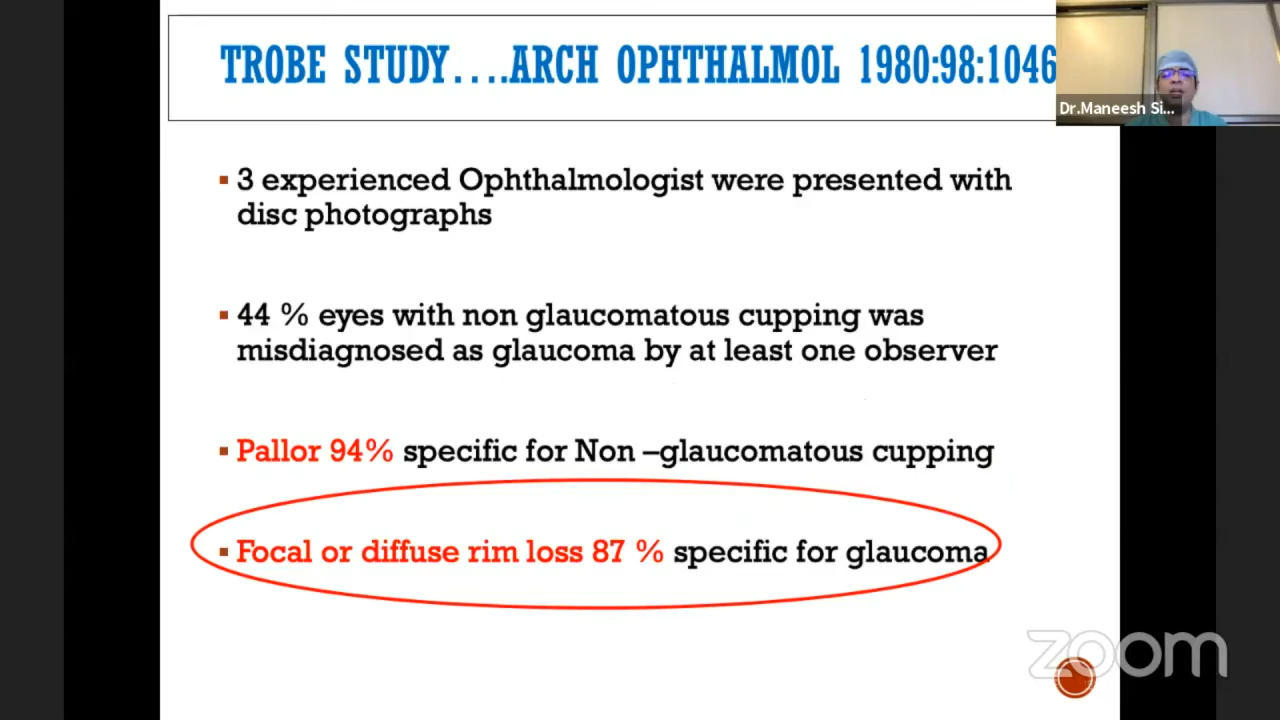 TROBE STUDY....ARCH OPHTHALMOL 1980:98:1046
Dr.Maneesh Si...
▪ 3 experienced Ophthalmologist were presented with
disc photographs
▪ 44 % eyes with non glaucomatous cupping was
misdiagnosed as glaucoma by at least one observer
▪ Pallor 94% specific for Non –glaucomatous cupping
▪ Focal or diffuse rim loss 87 % specific for glaucoma
zoom